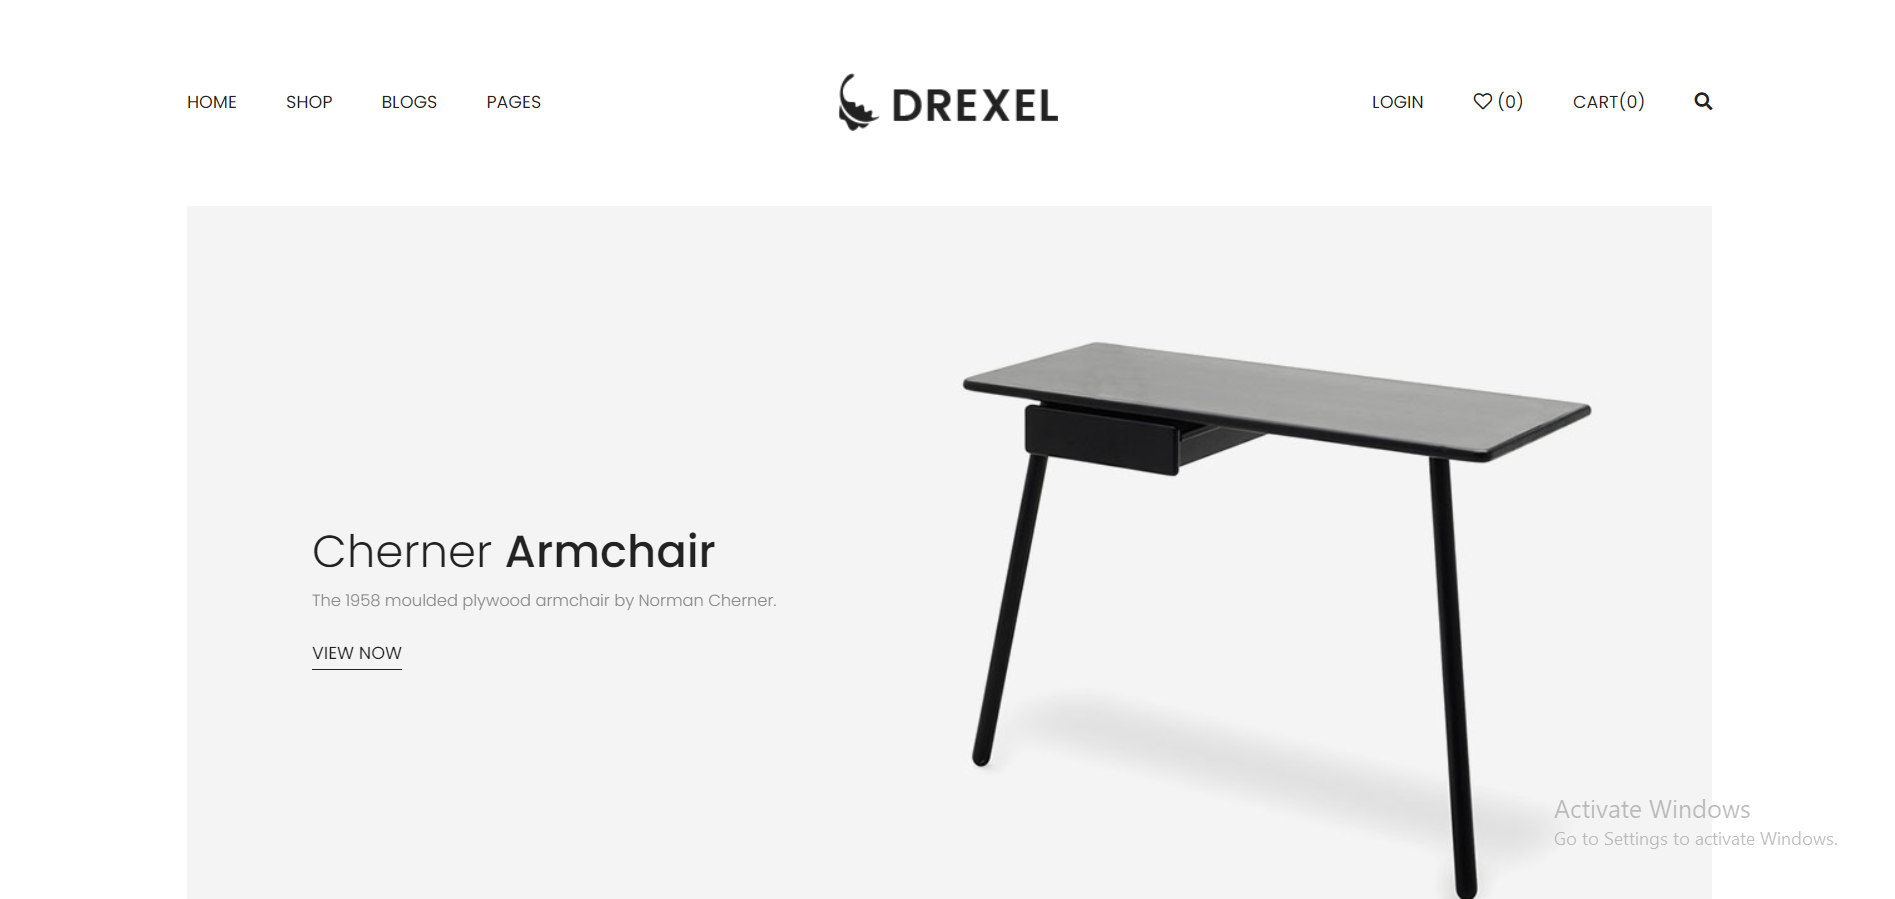 HOME SHOP BLOGS PAGES DREXEL LOGIN (0) CART(0)
Cherner Armchair
The 1958 moulded plywood armchair by Norman Cherner.
VIEW NOW
Activate Windows
Go to Settings to activate Windows.